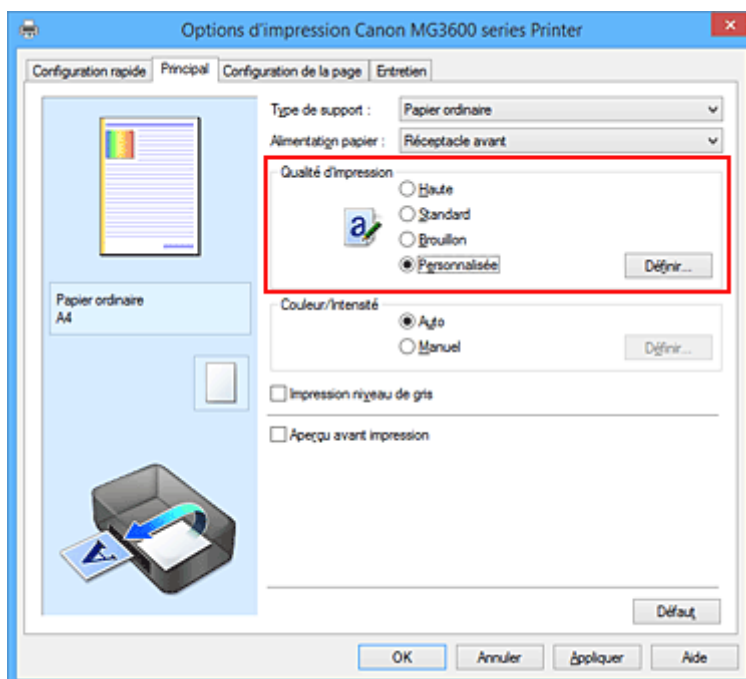 Options d'impression Canon MG3600 series Printer
Configuration rapide Principal Configuration de la page Entretien
Type de support : Papier ordinaire
Alimentation papier : Réceptacle avant
Qualité d'impression
Haute
Standard
Brouillon
Personnalisée Définir...
Papier ordinaire
A4
Couleur/Intensité
Auto
Manuel Définir...
Impression niveau de gris
Aperçu avant impression
Défaut
OK Annuler Appliquer Aide